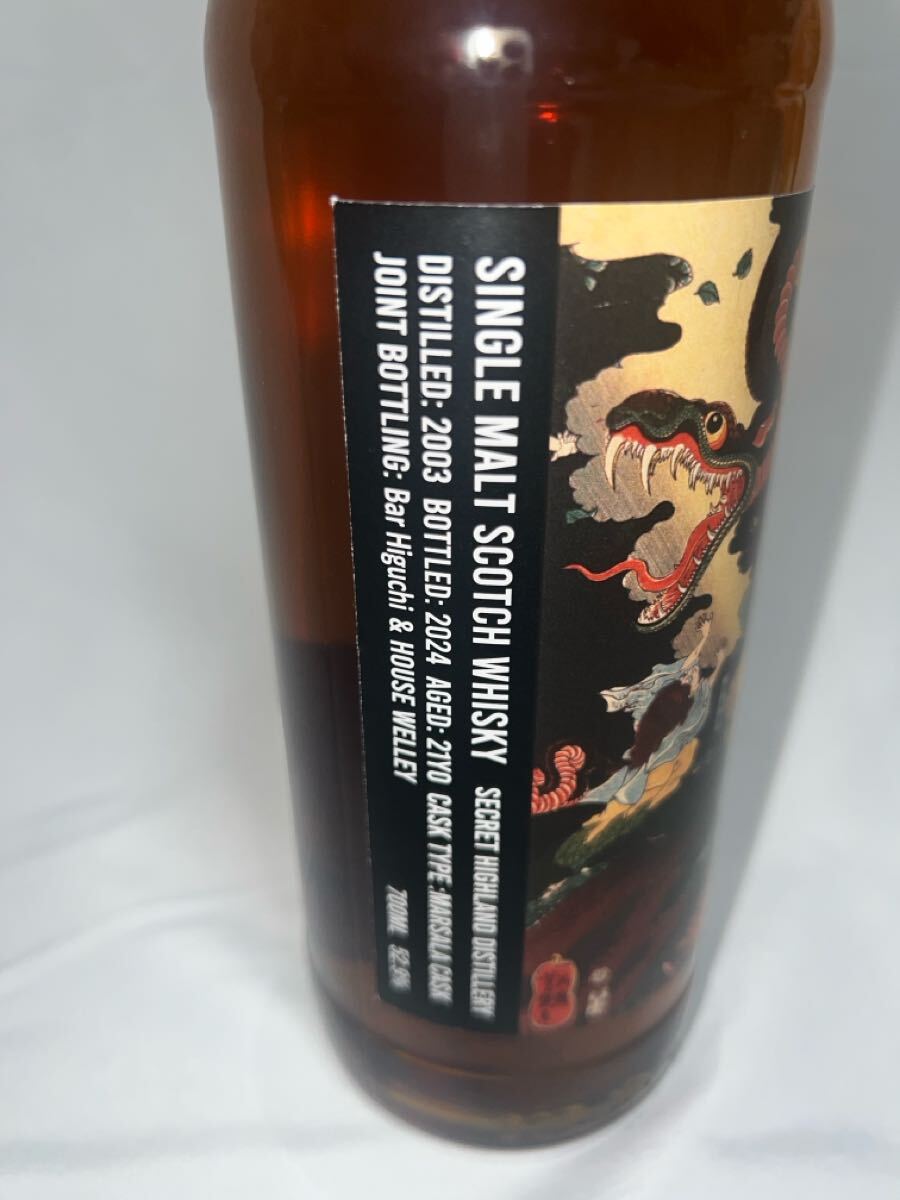 SINGLE MALT SCOTCH WHISKY SECRET HIGHLAND DISTILLERY
DISTILLED: 2003 BOTTLED: 2024 AGED: 21YO CASK TYPE :MARSALA CASK
JOINT BOTTLING: Bar Higuchi & HOUSE WELLEY 700ML 52.9%